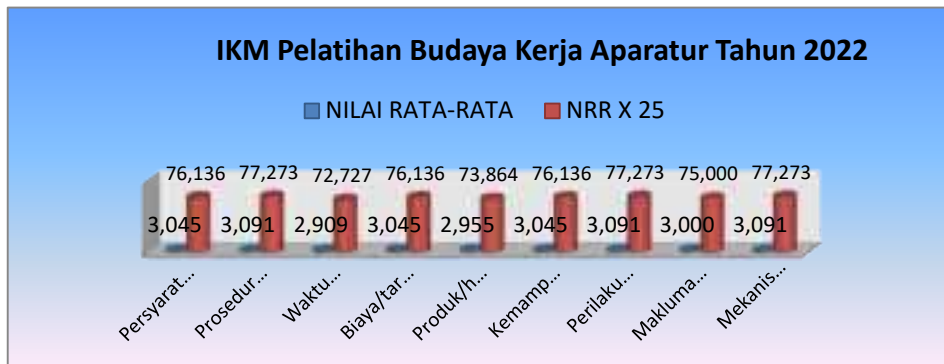 IKM Pelatihan Budaya Kerja Aparatur Tahun 2022
NILAI RATA-RATA NRR X 25
76,136 77,273 72,727 76,136 73,864 76,136 77,273 75,000 77,273
3,045 3,091 2,909 3,045 2,955 3,045 3,091 3,000 3,091
Persyarat...
Prosedur...
Waktu...
Biaya/tar...
Produk/h...
Kemamp...
Perilaku...
Makluma...
Mekanis...